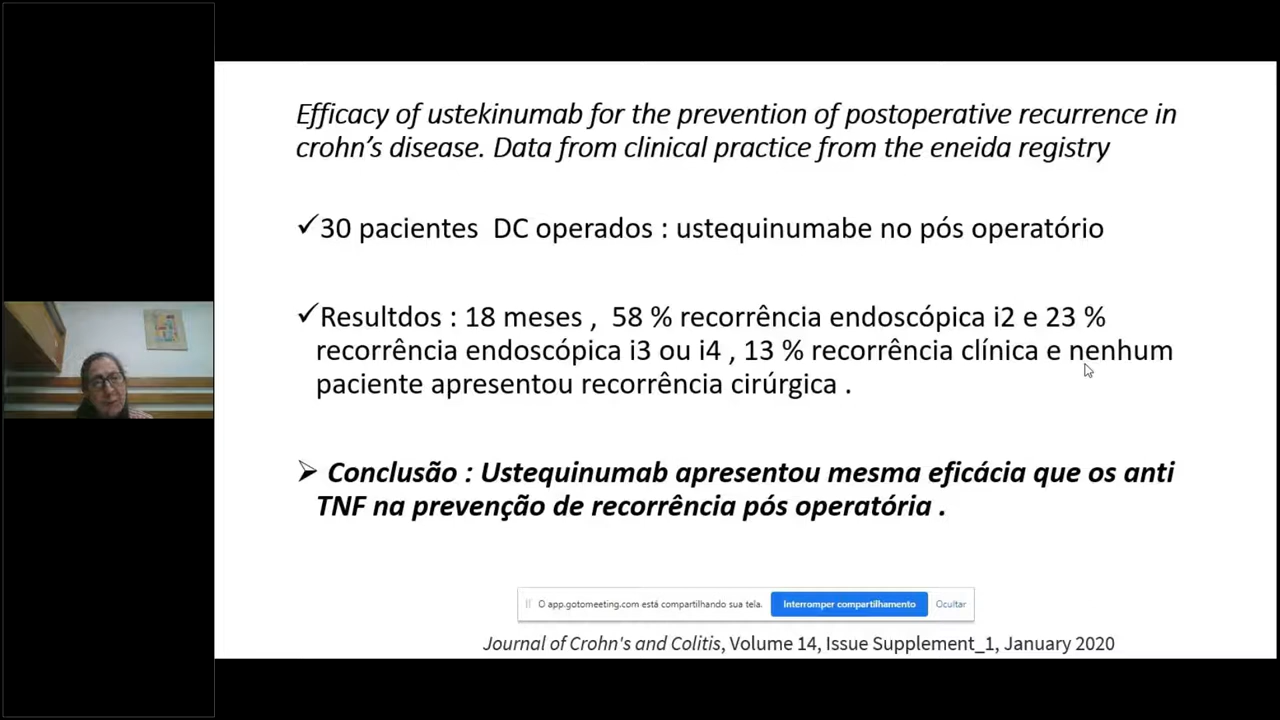 Efficacy of ustekinumab for the prevention of postoperative recurrence in
crohn’s disease. Data from clinical practice from the eneida registry
✓30 pacientes DC operados : ustequinumabe no pós operatório
✓Resultdos : 18 meses , 58 % recorrência endoscópica i2 e 23 %
recorrência endoscópica i3 ou i4 , 13 % recorrência clínica e nenhum
paciente apresentou recorrência cirúrgica .
➢ Conclusão : Ustequinumab apresentou mesma eficácia que os anti
TNF na prevenção de recorrência pós operatória .
O app.gotomeeting.com está compartilhando sua tela. Interromper compartilhamento Ocultar
Journal of Crohn's and Colitis, Volume 14, Issue Supplement_1, January 2020